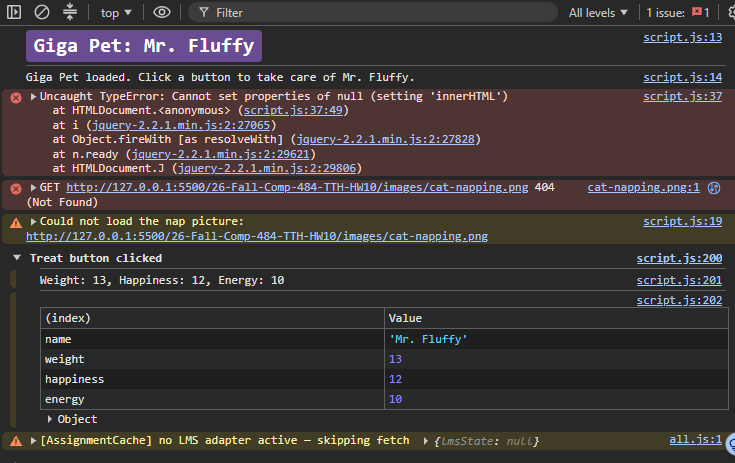 top Filter All levels 1 issue: 1
Giga Pet: Mr. Fluffy script.js:13
Giga Pet loaded. Click a button to take care of Mr. Fluffy. script.js:14
Uncaught TypeError: Cannot set properties of null (setting 'innerHTML') script.js:37
at HTMLDocument.<anonymous> (script.js:37:49)
at i (jquery-2.2.1.min.js:2:27065)
at Object.fireWith [as resolveWith] (jquery-2.2.1.min.js:2:27828)
at n.ready (jquery-2.2.1.min.js:2:29621)
at HTMLDocument.J (jquery-2.2.1.min.js:2:29806)
GET http://127.0.0.1:5500/26-Fall-Comp-484-TTH-HW10/images/cat-napping.png 404 cat-napping.png:1
(Not Found)
Could not load the nap picture: script.js:19
http://127.0.0.1:5500/26-Fall-Comp-484-TTH-HW10/images/cat-napping.png
Treat button clicked script.js:200
Weight: 13, Happiness: 12, Energy: 10 script.js:201
script.js:202
(index) Value
name 'Mr. Fluffy'
weight 13
happiness 12
energy 10
Object
[AssignmentCache] no LMS adapter active — skipping fetch {lmsState: null} all.js:1